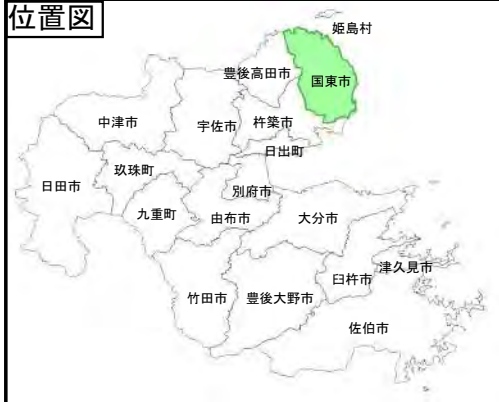 位置図
姫島村
豊後高田市
国東市
中津市
宇佐市
杵築市
日出町
玖珠町
日田市
別府市
九重町
由布市
大分市
津久見市
臼杵市
竹田市
豊後大野市
佐伯市